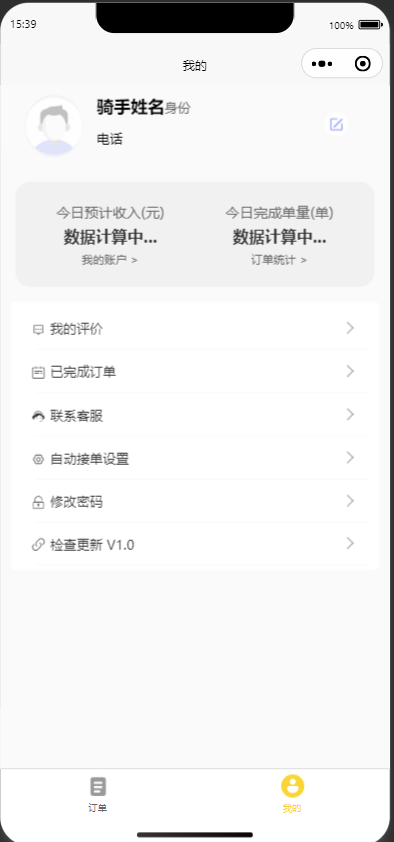 15:39 100%
我的
骑手姓名身份
电话
今日预计收入(元) 今日完成单量(单)
数据计算中... 数据计算中...
我的账户 > 订单统计 >
我的评价
已完成订单
联系客服
自动接单设置
修改密码
检查更新 V1.0
订单 我的